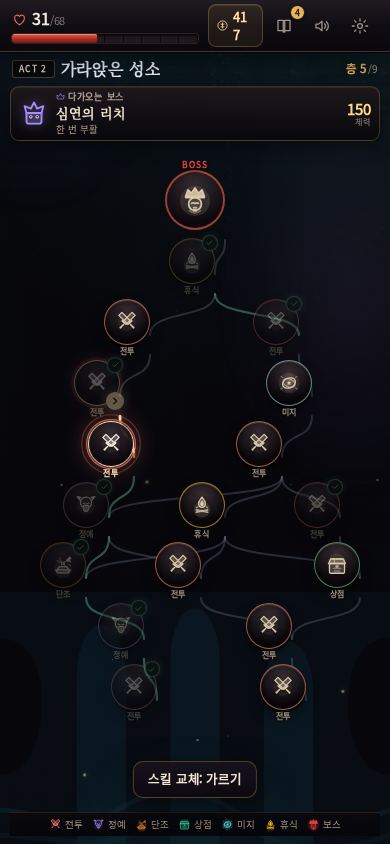 31/68
41
7
4
ACT 2 가라앉은 성소
층 5/9
다가오는 보스
심연의 리치
한 번 부활
150
체력
BOSS
휴식
전투
전투
전투
미지
전투
전투
정예
휴식
전투
단조
전투
상점
정예
전투
전투
전투
스킬 교체: 가르기
전투 정예 단조 상점 미지 휴식 보스